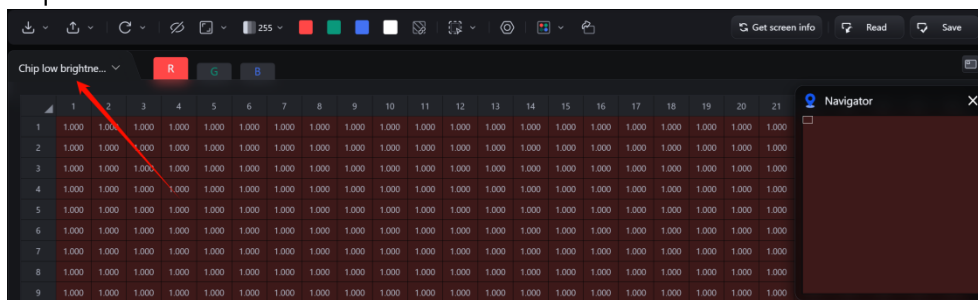 255 Get screen info Read Save
Chip low brightne... R G B
1 2 3 4 5 6 7 8 9 10 11 12 13 14 15 16 17 18 19 20 21 Navigator
1 1.000 1.000 1.000 1.000 1.000 1.000 1.000 1.000 1.000 1.000 1.000 1.000 1.000 1.000 1.000 1.000 1.000 1.000 1.000 1.000 1.000
2 1.000 1.000 1.000 1.000 1.000 1.000 1.000 1.000 1.000 1.000 1.000 1.000 1.000 1.000 1.000 1.000 1.000 1.000 1.000 1.000 1.000
3 1.000 1.000 1.000 1.000 1.000 1.000 1.000 1.000 1.000 1.000 1.000 1.000 1.000 1.000 1.000 1.000 1.000 1.000 1.000 1.000 1.000
4 1.000 1.000 1.000 1.000 1.000 1.000 1.000 1.000 1.000 1.000 1.000 1.000 1.000 1.000 1.000 1.000 1.000 1.000 1.000 1.000 1.000
5 1.000 1.000 1.000 1.000 1.000 1.000 1.000 1.000 1.000 1.000 1.000 1.000 1.000 1.000 1.000 1.000 1.000 1.000 1.000 1.000 1.000
6 1.000 1.000 1.000 1.000 1.000 1.000 1.000 1.000 1.000 1.000 1.000 1.000 1.000 1.000 1.000 1.000 1.000 1.000 1.000 1.000 1.000
7 1.000 1.000 1.000 1.000 1.000 1.000 1.000 1.000 1.000 1.000 1.000 1.000 1.000 1.000 1.000 1.000 1.000 1.000 1.000 1.000 1.000
8 1.000 1.000 1.000 1.000 1.000 1.000 1.000 1.000 1.000 1.000 1.000 1.000 1.000 1.000 1.000 1.000 1.000 1.000 1.000 1.000 1.000
9 1.000 1.000 1.000 1.000 1.000 1.000 1.000 1.000 1.000 1.000 1.000 1.000 1.000 1.000 1.000 1.000 1.000 1.000 1.000 1.000 1.000